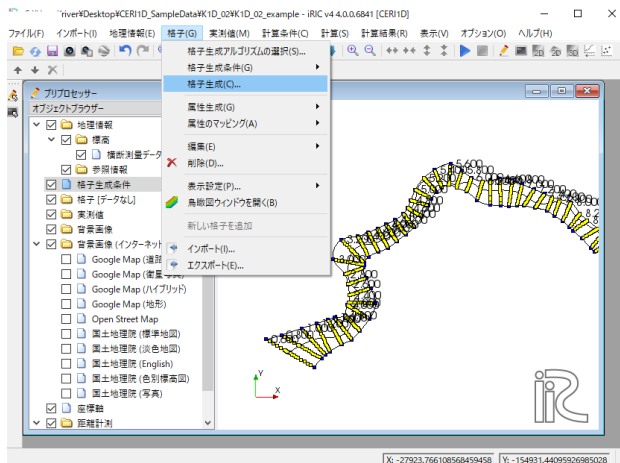 river¥Desktop¥CERI1D_SampleData¥K1D_02¥K1D_02_example - iRIC v4 4.0.0.6841 [CERI1D]
ファイル(F) インポート(I) 地理情報(E) 格子(G) 実測値(M) 計算条件(C) 計算(S) 計算結果(R) 表示(V) オプション(O) ヘルプ(H)
格子生成アルゴリズムの選択(S)...
格子生成条件(G)
格子生成(C)...
属性生成(G)
属性のマッピング(A)
編集(E)
削除(D)...
表示設定(P)...
鳥瞰図ウィンドウを開く(B)
新しい格子を追加
インポート(I)...
エクスポート(E)...
プリプロセッサー
オブジェクトブラウザー
地理情報
標高
横断測量データ
参照情報
格子生成条件
格子 [データなし]
実測値
背景画像
背景画像 (インターネット
Google Map (道路
Google Map (衛星写真)
Google Map (ハイブリッド)
Google Map (地形)
Open Street Map
国土地理院 (標準地図)
国土地理院 (淡色地図)
国土地理院 (English)
国土地理院 (色別標高図)
国土地理院 (写真)
座標軸
距離計測
5.600
Y
X
iRIC
X: -27923.766108568459458 Y: -154931.44095926985028